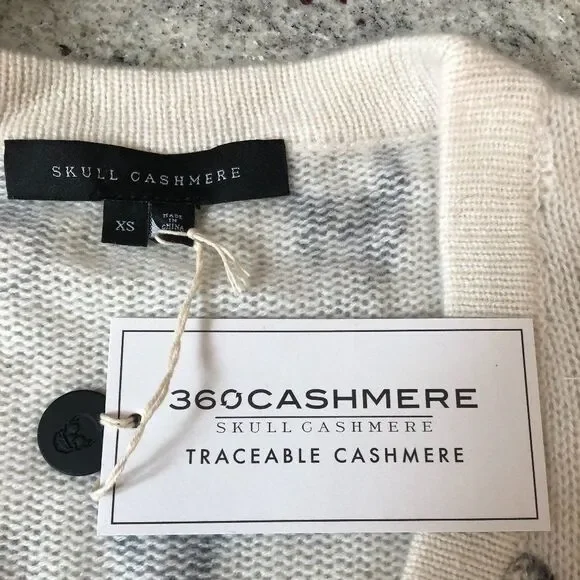 SKULL CASHMERE
XS
MADE
IN
CHINA
360CASHMERE
SKULL CASHMERE
TRACEABLE CASHMERE